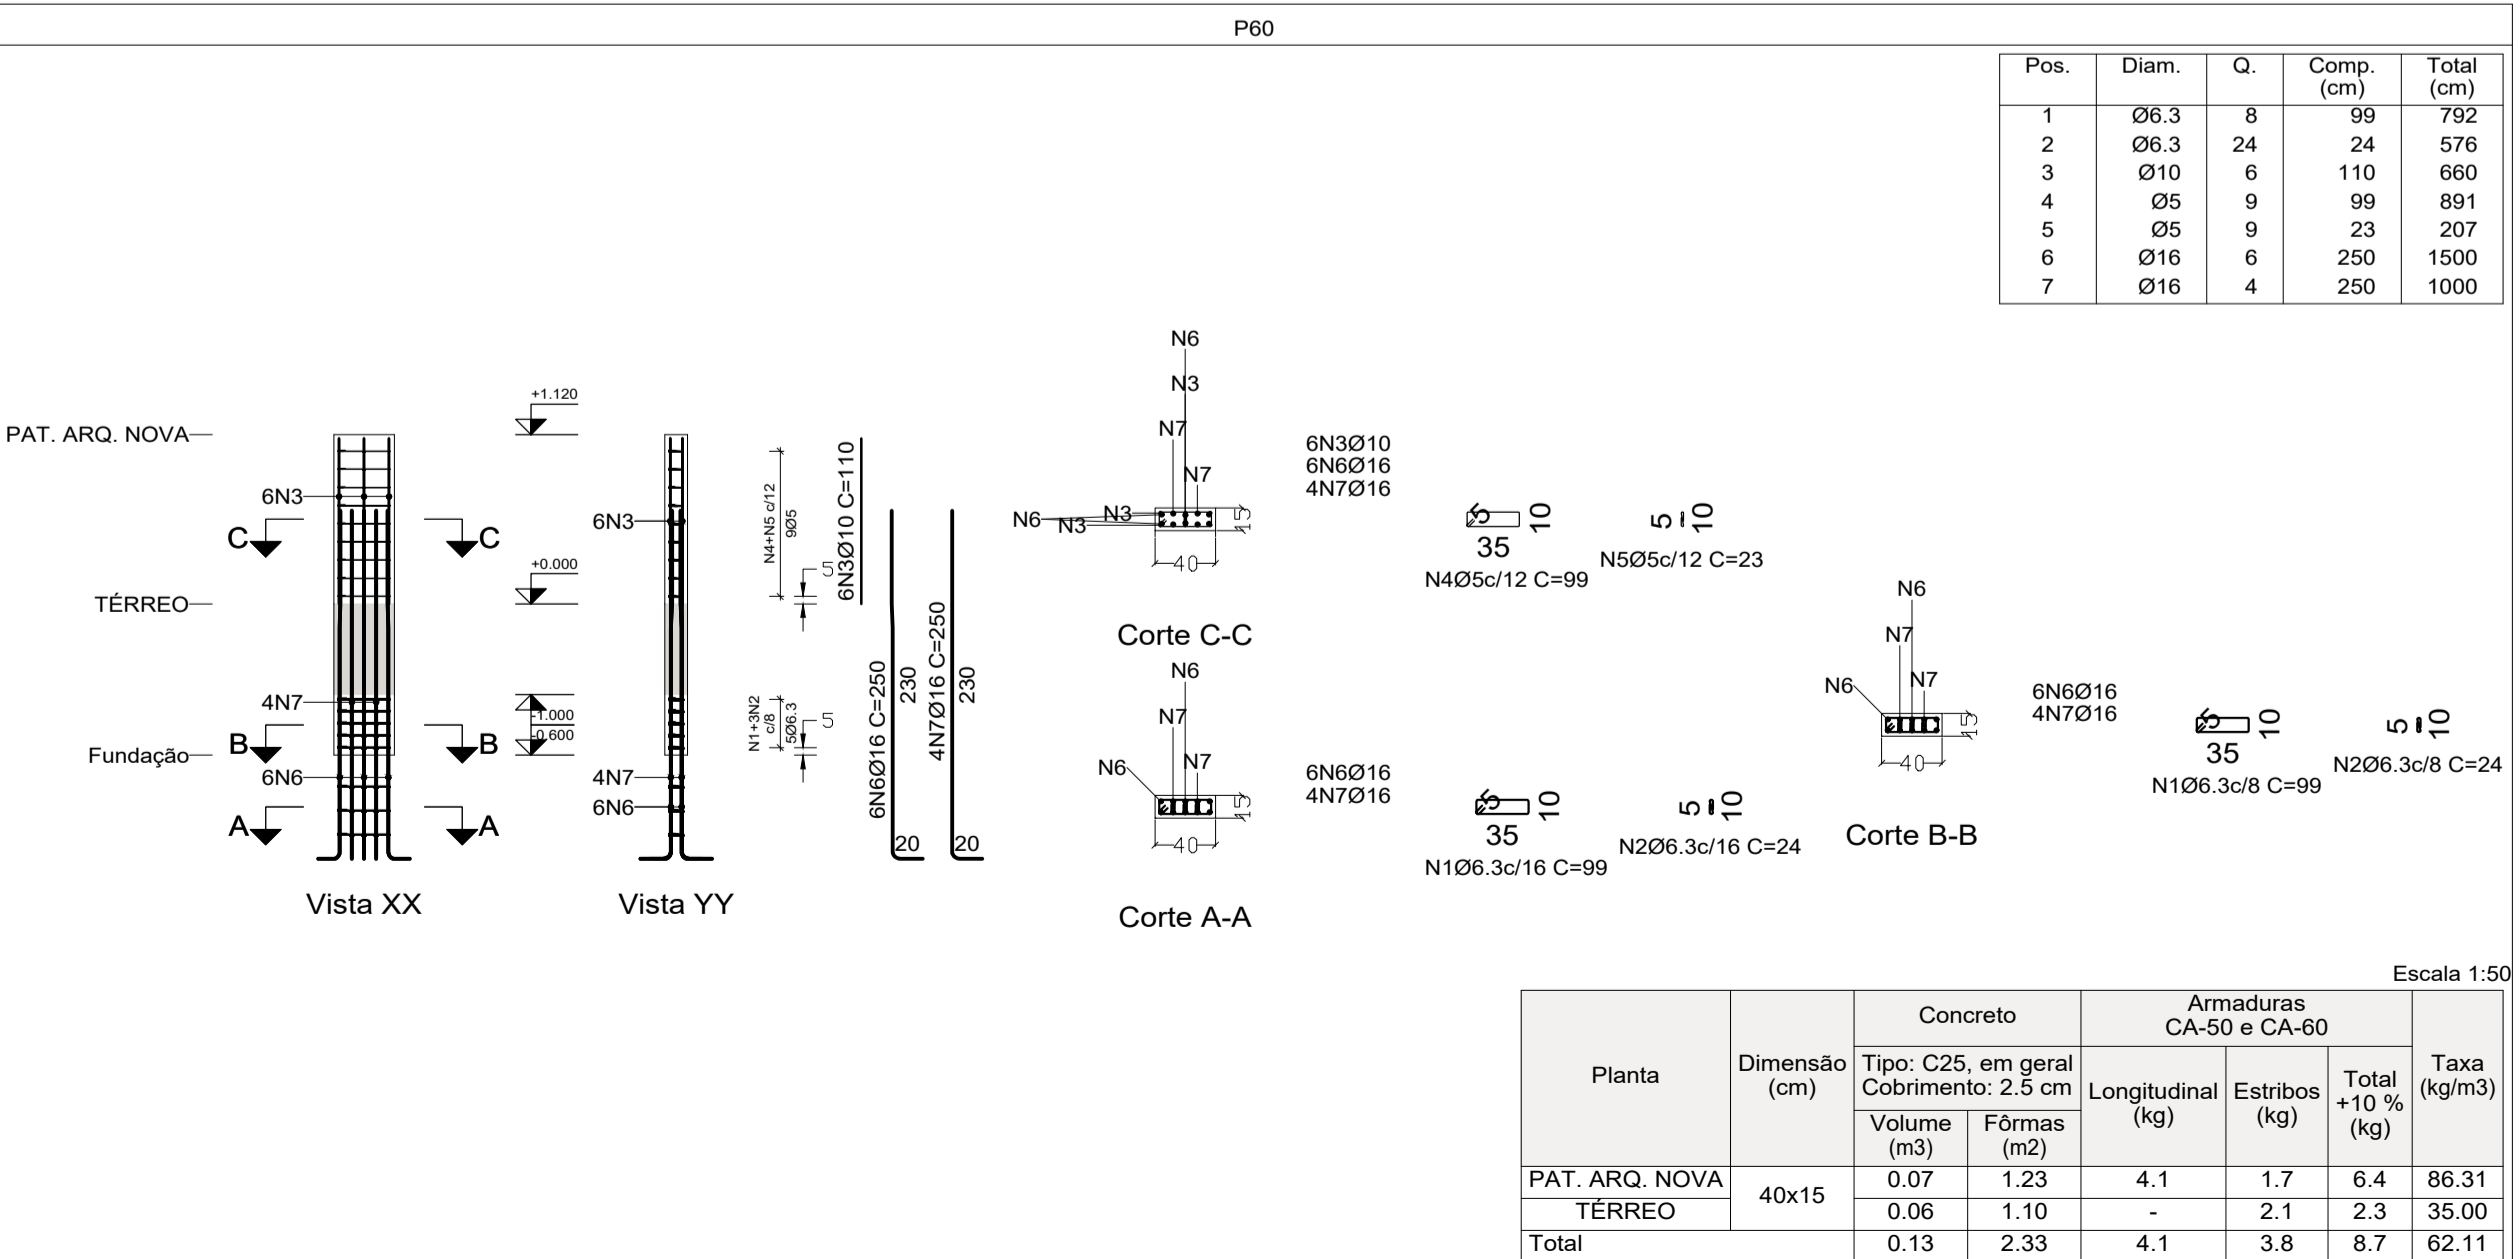 P60
Pos. Diam. Q. Comp. (cm) Total (cm)
1 Ø6.3 8 99 792
2 Ø6.3 24 24 576
3 Ø10 6 110 660
4 Ø5 9 99 891
5 Ø5 9 23 207
6 Ø16 6 250 1500
7 Ø16 4 250 1000
PAT. ARQ. NOVA
TÉRREO
Fundação
6N3
C C
4N7
B B
6N6
A A
Vista XX
+1.120
+0.000
-1.000
-0.600
6N3
4N7
6N6
Vista YY
N4+N5 c/12
9Ø5
5
N1+3N2
c/8
5Ø6.3
5
6N3Ø10 C=110
6N6Ø16 C=250
230
20
4N7Ø16 C=250
230
20
N6
N3
N7
N7
N6
N3
N3
15
40
6N3Ø10
6N6Ø16
4N7Ø16
5
10
35
N4Ø5c/12 C=99
5
10
N5Ø5c/12 C=23
Corte C-C
N6
N7
N6
N7
15
40
6N6Ø16
4N7Ø16
5
10
35
N1Ø6.3c/16 C=99
5
10
N2Ø6.3c/16 C=24
Corte A-A
N6
N7
N6
N7
15
40
6N6Ø16
4N7Ø16
5
10
35
N1Ø6.3c/8 C=99
5
10
N2Ø6.3c/8 C=24
Corte B-B
Escala 1:50
Planta
Dimensão
(cm)
Concreto
Tipo: C25, em geral
Cobrimento: 2.5 cm
Volume
(m3)
Fôrmas
(m2)
Armaduras
CA-50 e CA-60
Longitudinal
(kg)
Estribos
(kg)
Total
+10 %
(kg)
Taxa
(kg/m3)
PAT. ARQ. NOVA 40x15 0.07 1.23 4.1 1.7 6.4 86.31
TÉRREO 0.06 1.10 - 2.1 2.3 35.00
Total 0.13 2.33 4.1 3.8 8.7 62.11